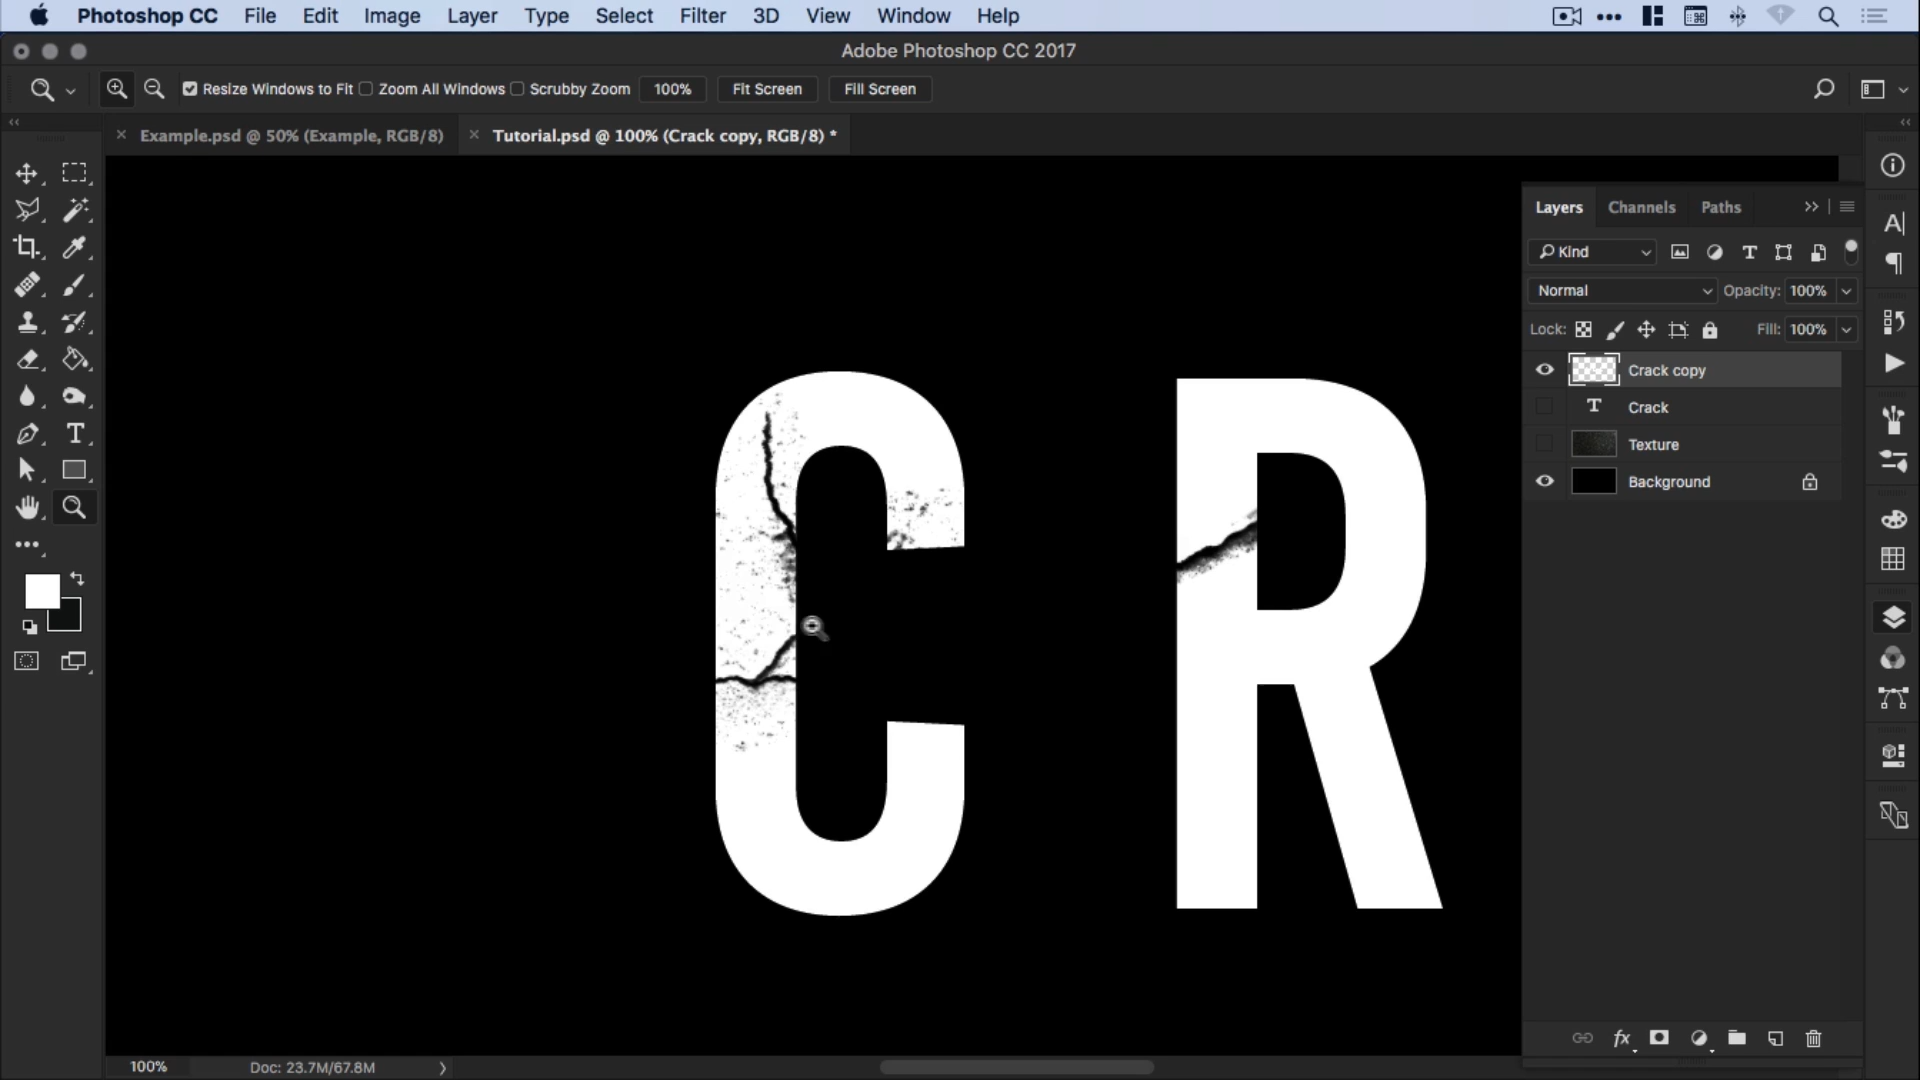 Photoshop CC File Edit Image Layer Type Select Filter 3D View Window Help
Adobe Photoshop CC 2017
Resize Windows to Fit Zoom All Windows Scrubby Zoom 100% Fit Screen Fill Screen
Example.psd @ 50% (Example, RGB/8) Tutorial.psd @ 100% (Crack copy, RGB/8) *
Layers Channels Paths
Kind
Normal Opacity: 100%
Lock: Fill: 100%
Crack copy
Crack
Texture
Background
C R
100% Doc: 23.7M/67.8M